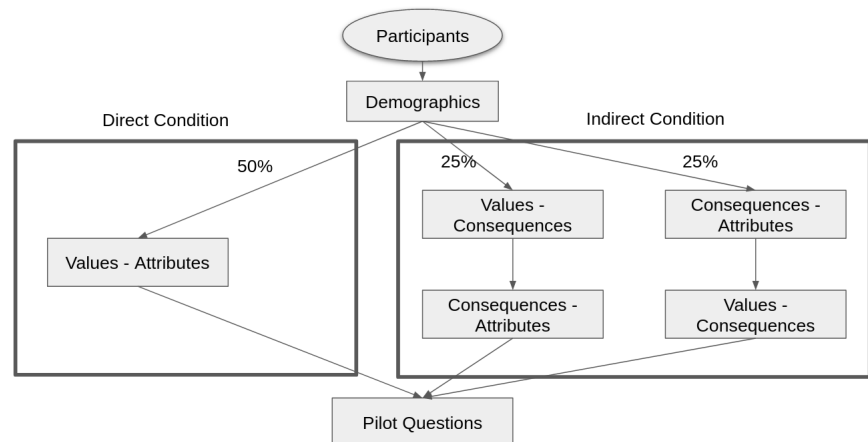 Participants
Demographics
Direct Condition
Indirect Condition
50%
25%
25%
Values -
Consequences
Consequences -
Attributes
Values - Attributes
Consequences -
Attributes
Values -
Consequences
Pilot Questions